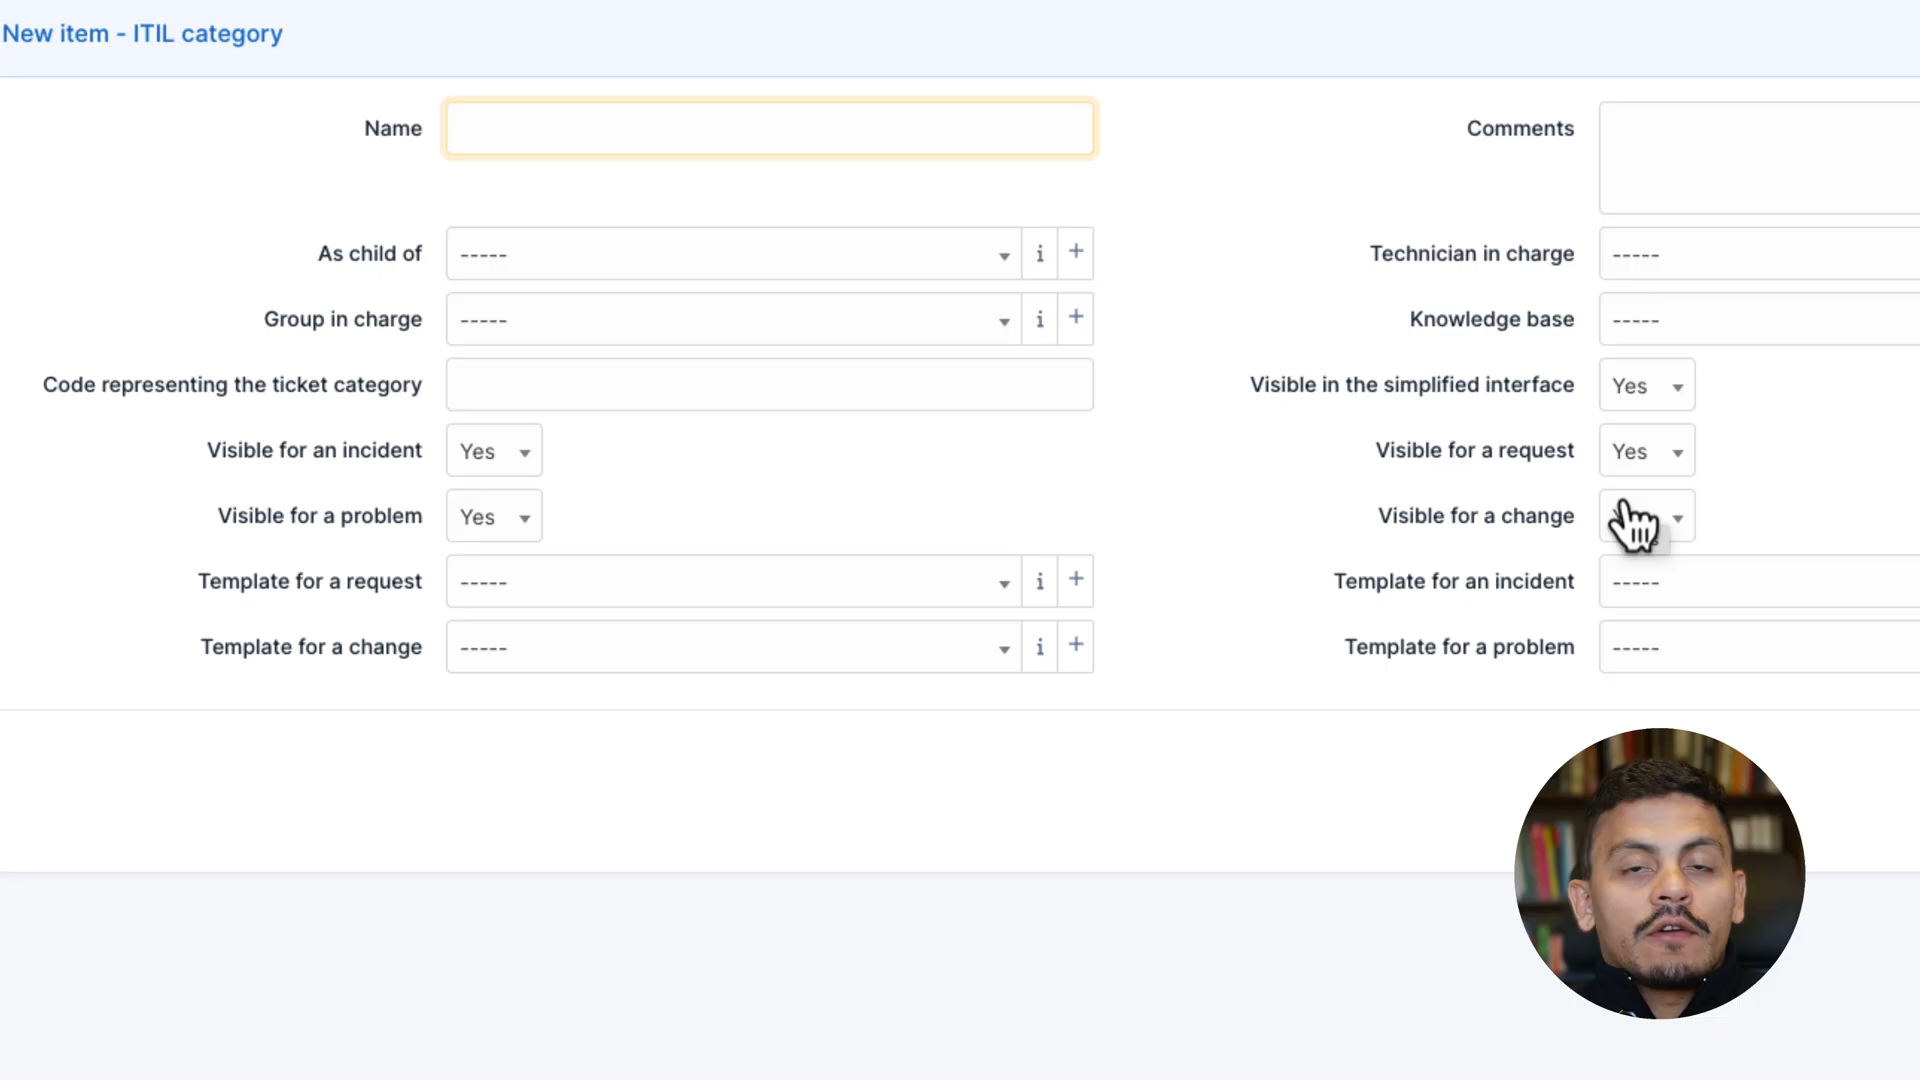 New item - ITIL category
Name
Comments
As child of
-----
i
+
Technician in charge
-----
Group in charge
-----
i
+
Knowledge base
-----
Code representing the ticket category
Visible in the simplified interface
Yes
Visible for an incident
Yes
Visible for a request
Yes
Visible for a problem
Yes
Visible for a change
Template for a request
-----
i
+
Template for an incident
-----
Template for a change
-----
i
+
Template for a problem
-----